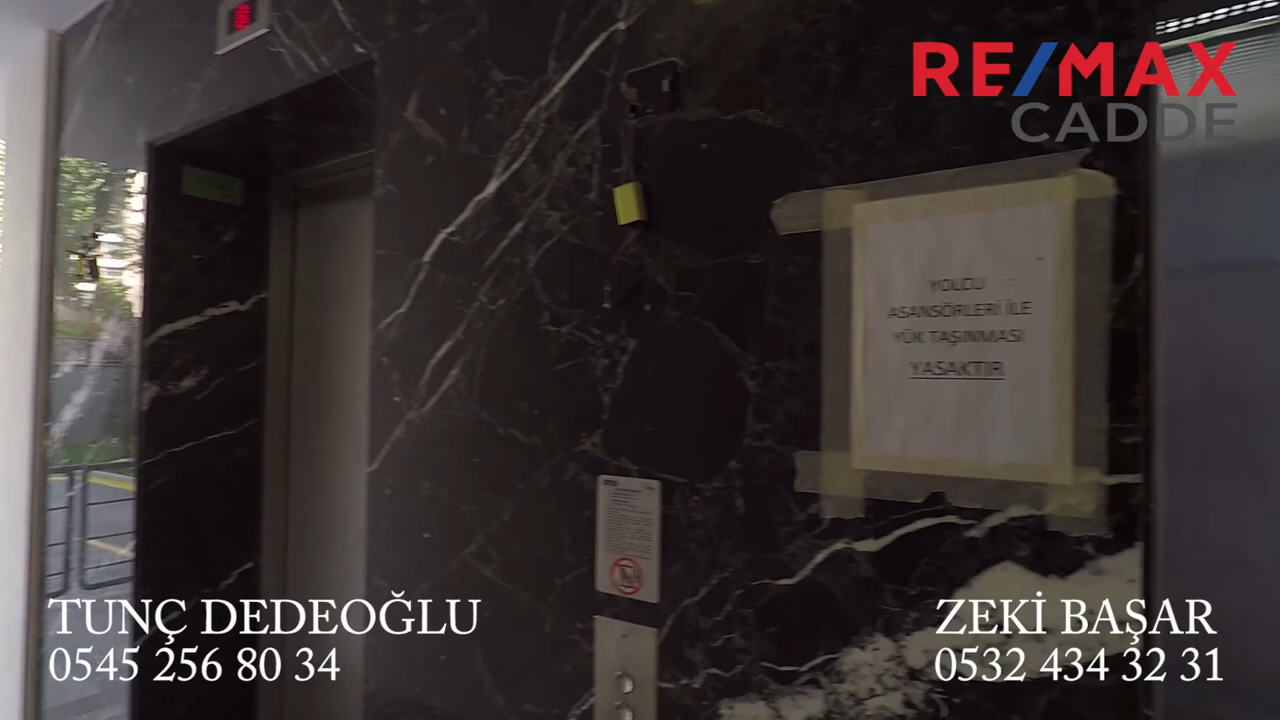 RE/MAX
CADDE
YOLCU
ASANSÖRLERİ İLE
YÜK TAŞINMASI
YASAKTIR
TUNÇ DEDEOĞLU
0545 256 80 34
ZEKİ BAŞAR
0532 434 32 31